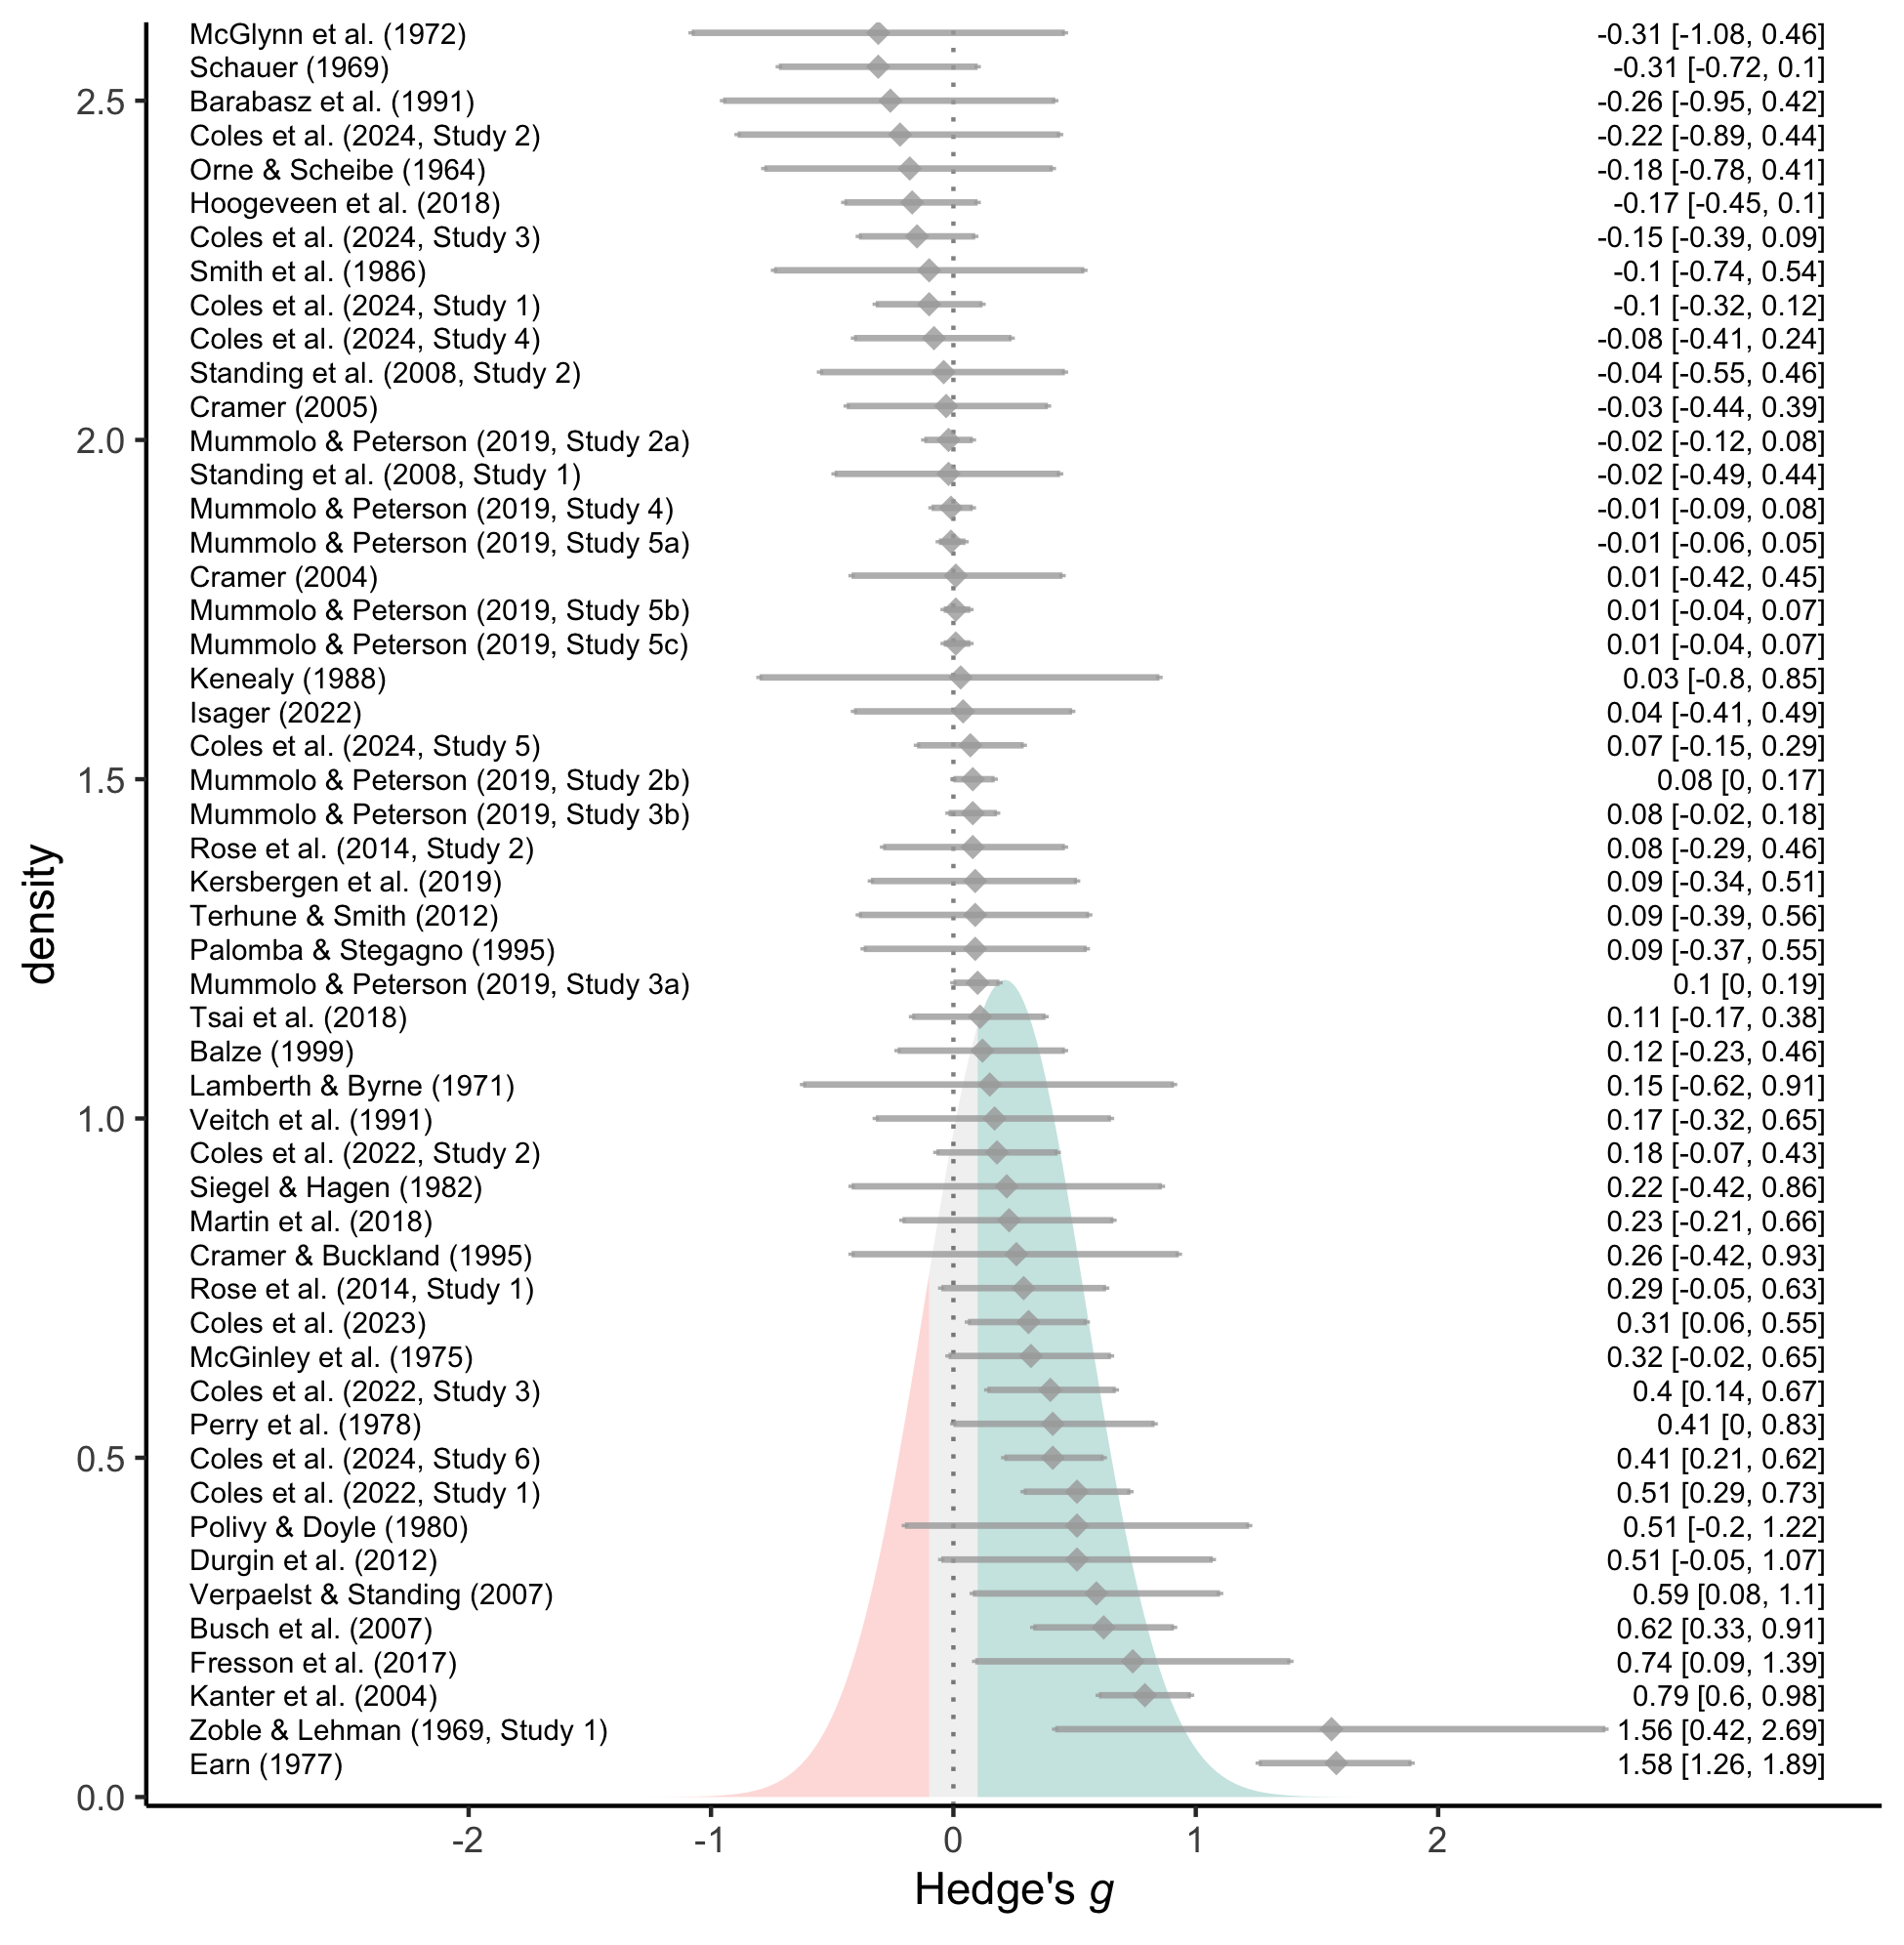 McGlynn et al. (1972) -0.31 [-1.08, 0.46]
Schauer (1969) -0.31 [-0.72, 0.1]
2.5 Barabasz et al. (1991) -0.26 [-0.95, 0.42]
Coles et al. (2024, Study 2) -0.22 [-0.89, 0.44]
Orne & Scheibe (1964) -0.18 [-0.78, 0.41]
Hoogeveen et al. (2018) -0.17 [-0.45, 0.1]
Coles et al. (2024, Study 3) -0.15 [-0.39, 0.09]
Smith et al. (1986) -0.1 [-0.74, 0.54]
Coles et al. (2024, Study 1) -0.1 [-0.32, 0.12]
Coles et al. (2024, Study 4) -0.08 [-0.41, 0.24]
Standing et al. (2008, Study 2) -0.04 [-0.55, 0.46]
Cramer (2005) -0.03 [-0.44, 0.39]
2.0 Mummolo & Peterson (2019, Study 2a) -0.02 [-0.12, 0.08]
Standing et al. (2008, Study 1) -0.02 [-0.49, 0.44]
Mummolo & Peterson (2019, Study 4) -0.01 [-0.09, 0.08]
Mummolo & Peterson (2019, Study 5a) -0.01 [-0.06, 0.05]
Cramer (2004) 0.01 [-0.42, 0.45]
Mummolo & Peterson (2019, Study 5b) 0.01 [-0.04, 0.07]
Mummolo & Peterson (2019, Study 5c) 0.01 [-0.04, 0.07]
Kenealy (1988) 0.03 [-0.8, 0.85]
Isager (2022) 0.04 [-0.41, 0.49]
Coles et al. (2024, Study 5) 0.07 [-0.15, 0.29]
1.5 Mummolo & Peterson (2019, Study 2b) 0.08 [0, 0.17]
Mummolo & Peterson (2019, Study 3b) 0.08 [-0.02, 0.18]
Rose et al. (2014, Study 2) 0.08 [-0.29, 0.46]
Kersbergen et al. (2019) 0.09 [-0.34, 0.51]
Terhune & Smith (2012) 0.09 [-0.39, 0.56]
Palomba & Stegagno (1995) 0.09 [-0.37, 0.55]
Mummolo & Peterson (2019, Study 3a) 0.1 [0, 0.19]
Tsai et al. (2018) 0.11 [-0.17, 0.38]
Balze (1999) 0.12 [-0.23, 0.46]
Lamberth & Byrne (1971) 0.15 [-0.62, 0.91]
1.0 Veitch et al. (1991) 0.17 [-0.32, 0.65]
Coles et al. (2022, Study 2) 0.18 [-0.07, 0.43]
Siegel & Hagen (1982) 0.22 [-0.42, 0.86]
Martin et al. (2018) 0.23 [-0.21, 0.66]
Cramer & Buckland (1995) 0.26 [-0.42, 0.93]
Rose et al. (2014, Study 1) 0.29 [-0.05, 0.63]
Coles et al. (2023) 0.31 [0.06, 0.55]
McGinley et al. (1975) 0.32 [-0.02, 0.65]
Coles et al. (2022, Study 3) 0.4 [0.14, 0.67]
Perry et al. (1978) 0.41 [0, 0.83]
0.5 Coles et al. (2024, Study 6) 0.41 [0.21, 0.62]
Coles et al. (2022, Study 1) 0.51 [0.29, 0.73]
Polivy & Doyle (1980) 0.51 [-0.2, 1.22]
Durgin et al. (2012) 0.51 [-0.05, 1.07]
Verpaelst & Standing (2007) 0.59 [0.08, 1.1]
Busch et al. (2007) 0.62 [0.33, 0.91]
Fresson et al. (2017) 0.74 [0.09, 1.39]
Kanter et al. (2004) 0.79 [0.6, 0.98]
Zoble & Lehman (1969, Study 1) 1.56 [0.42, 2.69]
Earn (1977) 1.58 [1.26, 1.89]
0.0
density
-2 -1 0 1 2
Hedge's g